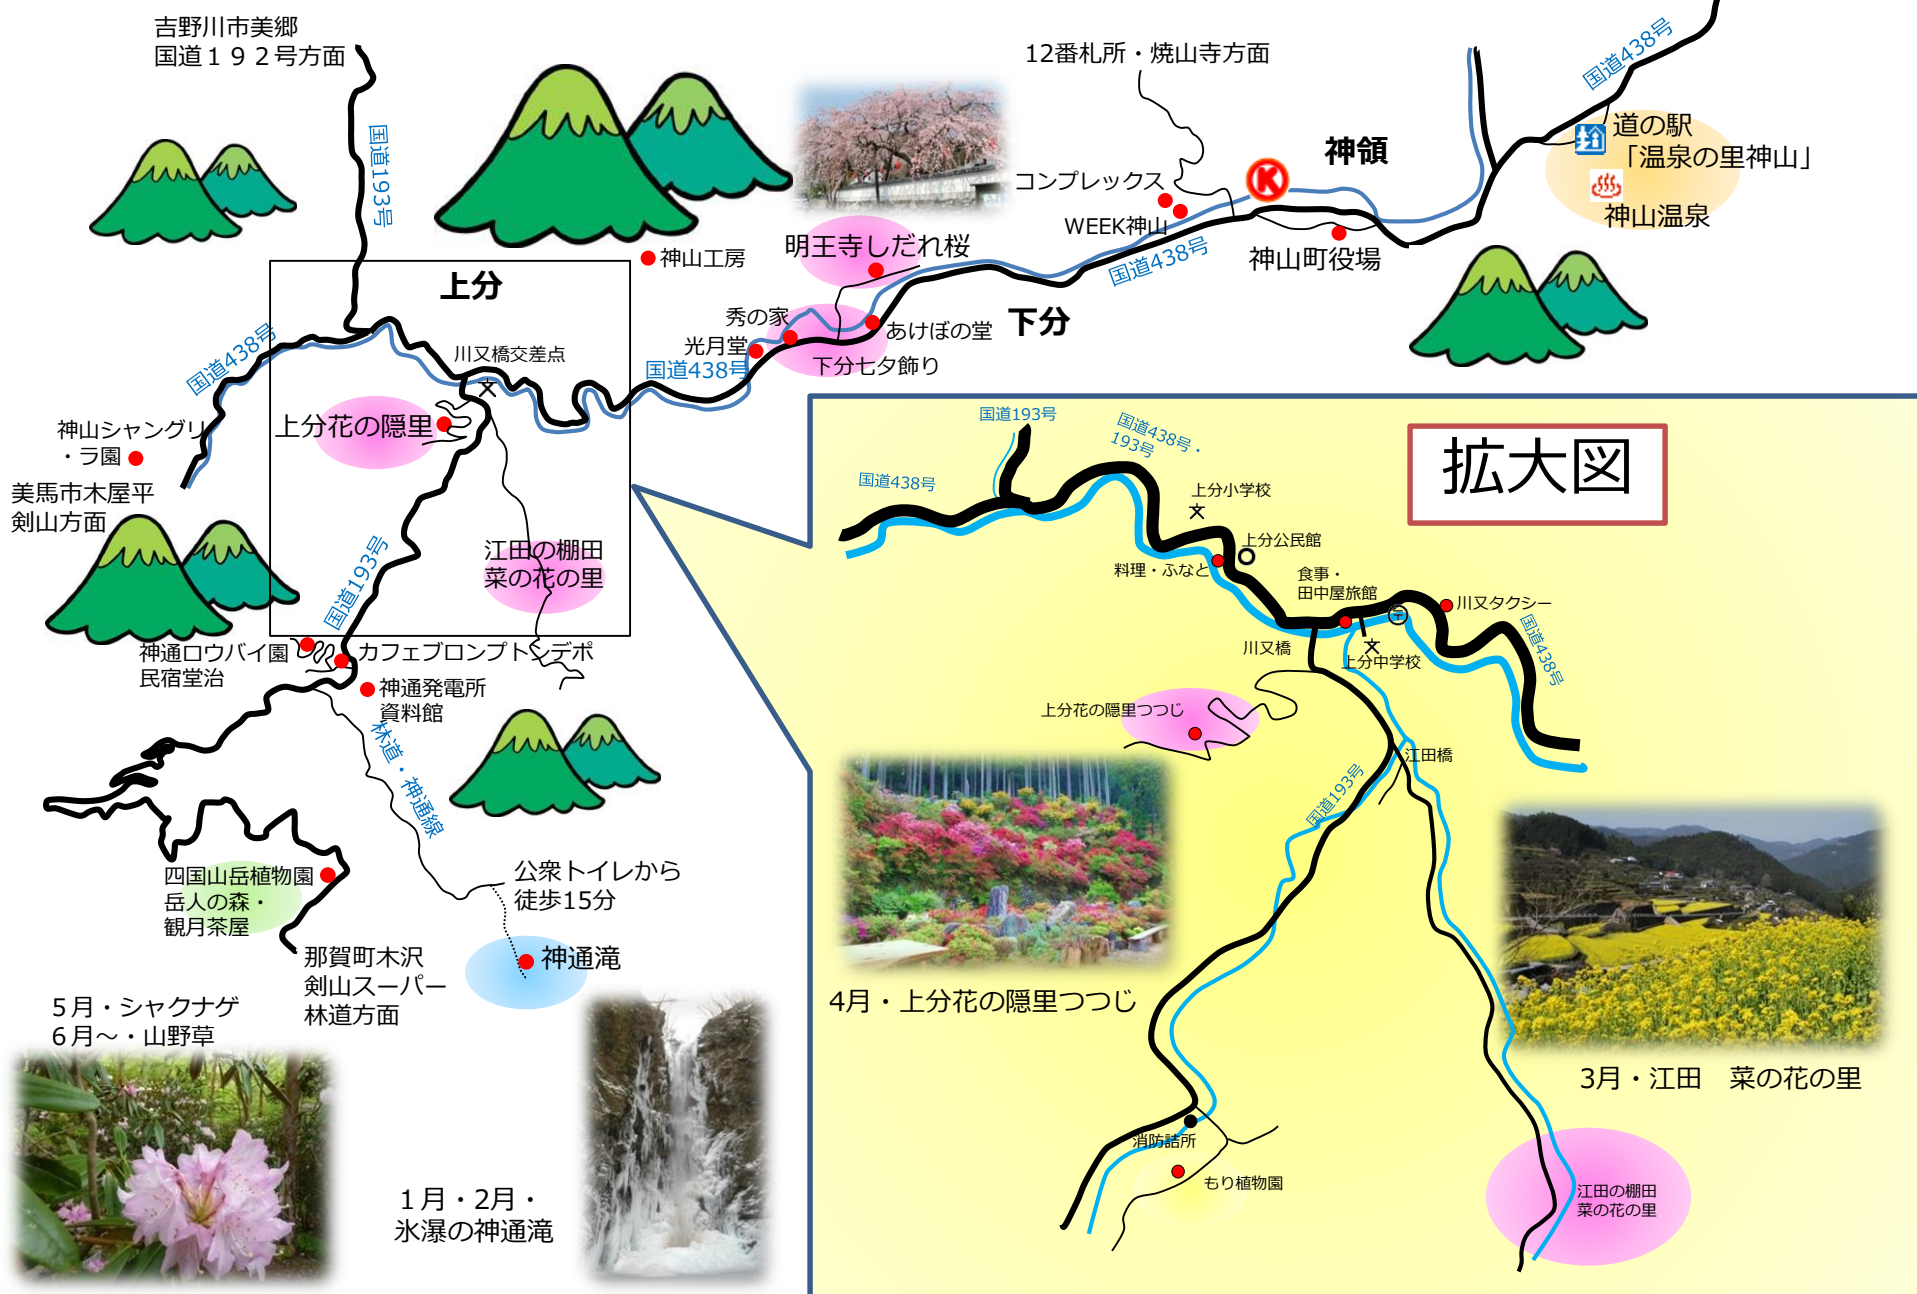 吉野川市美郷
国道１９２号方面
国道193号
12番札所・焼山寺方面
国道438号
道の駅
「温泉の里神山」
神山温泉
神領
K
コンプレックス
WEEK神山
国道438号
神山町役場
明王寺しだれ桜
神山工房
上分
秀の家
光月堂
国道438号
あけぼの堂
下分七夕飾り
下分
国道438号
川又橋交差点
上分花の隠里
神山シャングリ
・ラ園
美馬市木屋平
剣山方面
江田の棚田
菜の花の里
国道193号
神通ロウバイ園
民宿堂治
カフェブロンプトンデポ
神通発電所
資料館
林道・神通線
四国山岳植物園
岳人の森・
観月茶屋
公衆トイレから
徒歩15分
神通滝
那賀町木沢
剣山スーパー
林道方面
５月・シャクナゲ
６月～・山野草
１月・2月・
氷瀑の神通滝
拡大図
国道193号
国道438号・
193号
国道438号
上分小学校
上分公民館
料理・ふなと
食事・
田中屋旅館
川又タクシー
国道438号
川又橋
上分中学校
上分花の隠里つつじ
江田橋
国道193号
4月・上分花の隠里つつじ
3月・江田　菜の花の里
消防詰所
もり植物園
江田の棚田
菜の花の里